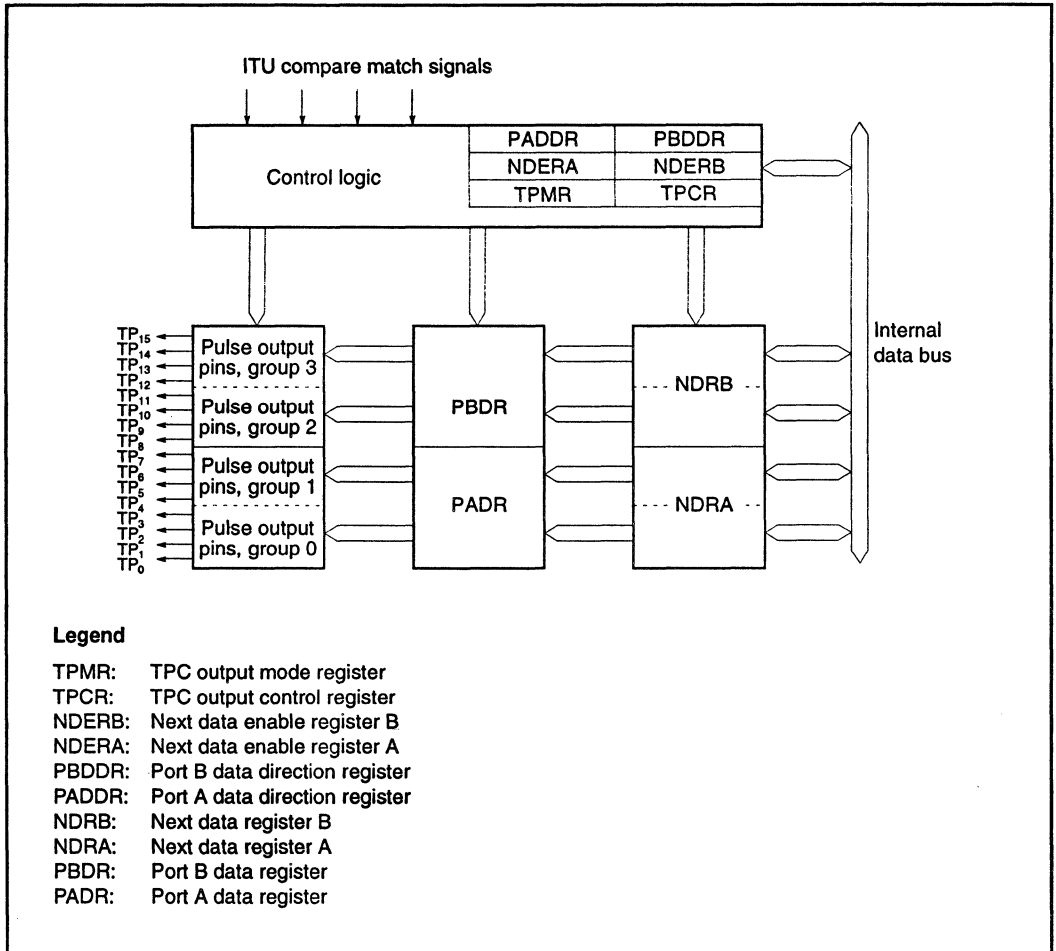 ITU compare match signals
Control logic
PADDR PBDDR
NDERA NDERB
TPMR TPCR
Internal
data bus
TP₁₅
TP₁₄
TP₁₃
TP₁₂
TP₁₁
TP₁₀
TP₉
TP₈
TP₇
TP₆
TP₅
TP₄
TP₃
TP₂
TP₁
TP₀
Pulse output
pins, group 3
Pulse output
pins, group 2
Pulse output
pins, group 1
Pulse output
pins, group 0
PBDR
PADR
NDRB
NDRA
Legend
TPMR: TPC output mode register
TPCR: TPC output control register
NDERB: Next data enable register B
NDERA: Next data enable register A
PBDDR: Port B data direction register
PADDR: Port A data direction register
NDRB: Next data register B
NDRA: Next data register A
PBDR: Port B data register
PADR: Port A data register